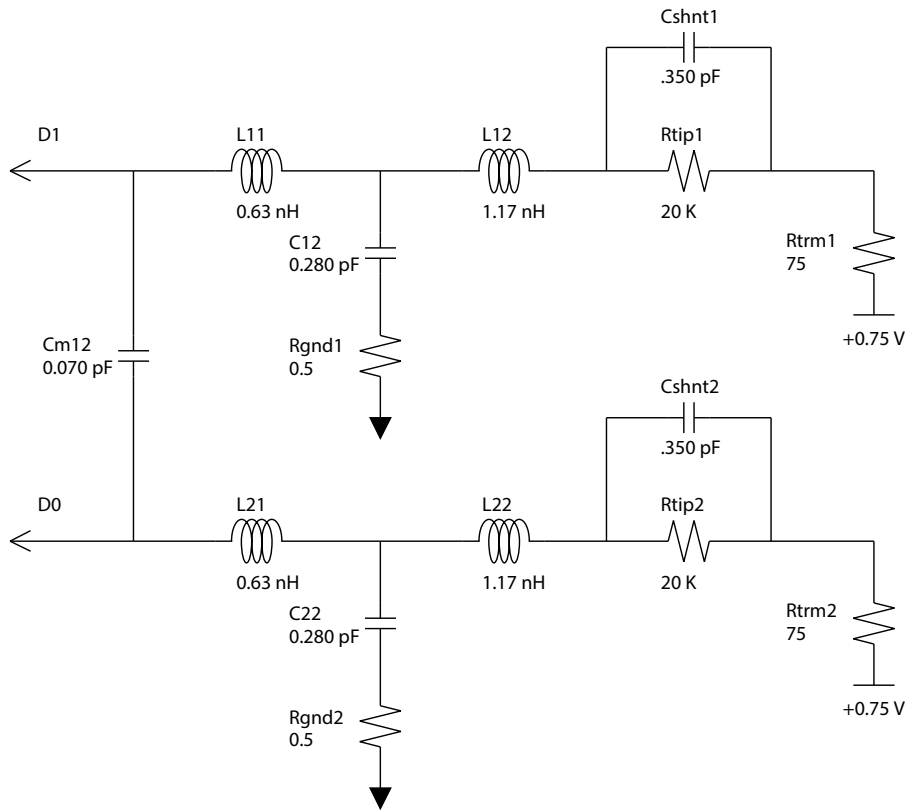 Cshnt1
.350 pF
D1
L11
L12
Rtip1
0.63 nH
1.17 nH
20 K
C12
0.280 pF
Rtrm1
75
Rgnd1
0.5
+0.75 V
Cm12
0.070 pF
Cshnt2
.350 pF
D0
L21
L22
Rtip2
0.63 nH
1.17 nH
20 K
C22
0.280 pF
Rtrm2
75
Rgnd2
0.5
+0.75 V